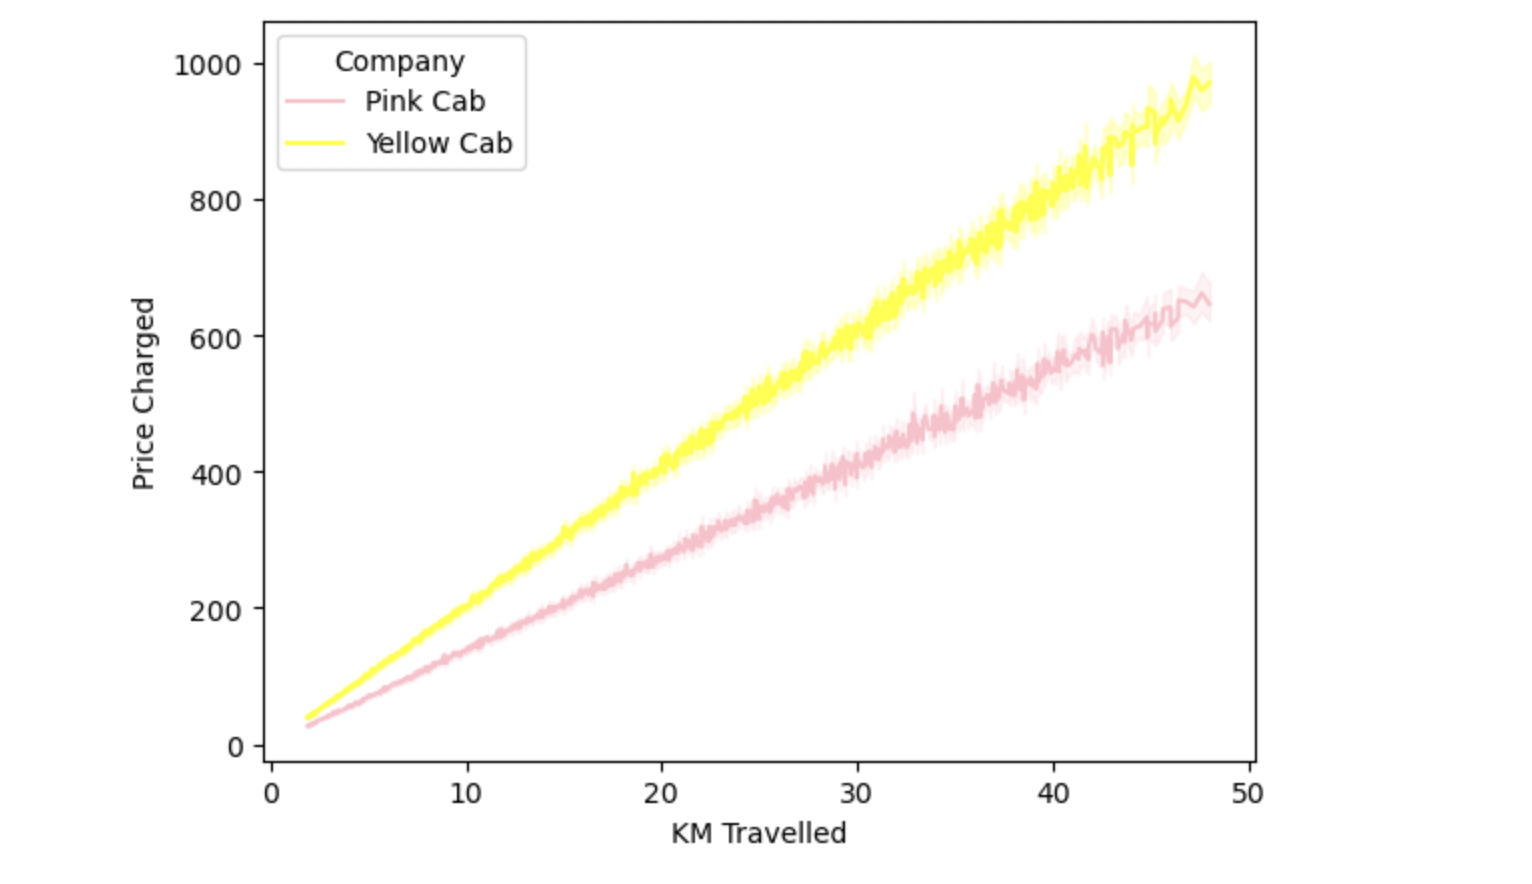 Company
Pink Cab
Yellow Cab
1000
800
600
400
200
0
Price Charged
0 10 20 30 40 50
KM Travelled